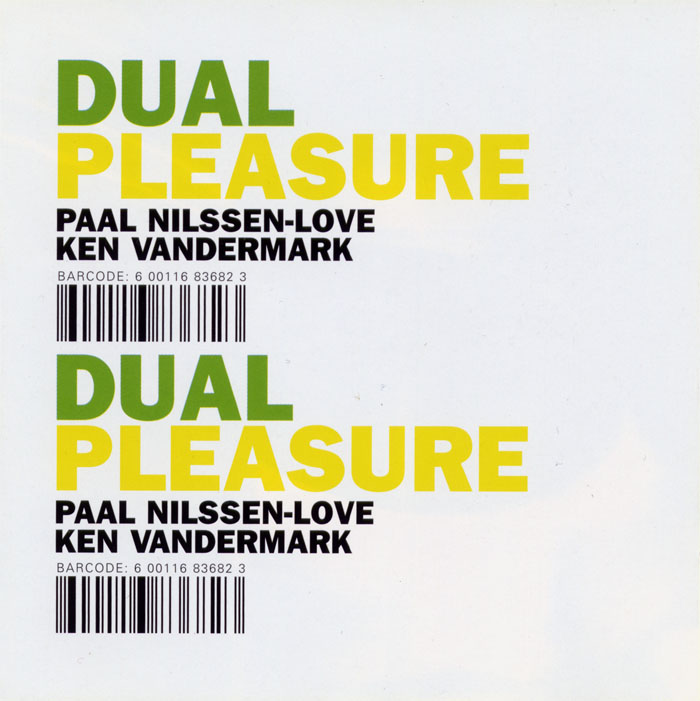 DUAL
PLEASURE
PAAL NILSSEN-LOVE
KEN VANDERMARK
BARCODE: 6 00116 83682 3
DUAL
PLEASURE
PAAL NILSSEN-LOVE
KEN VANDERMARK
BARCODE: 6 00116 83682 3